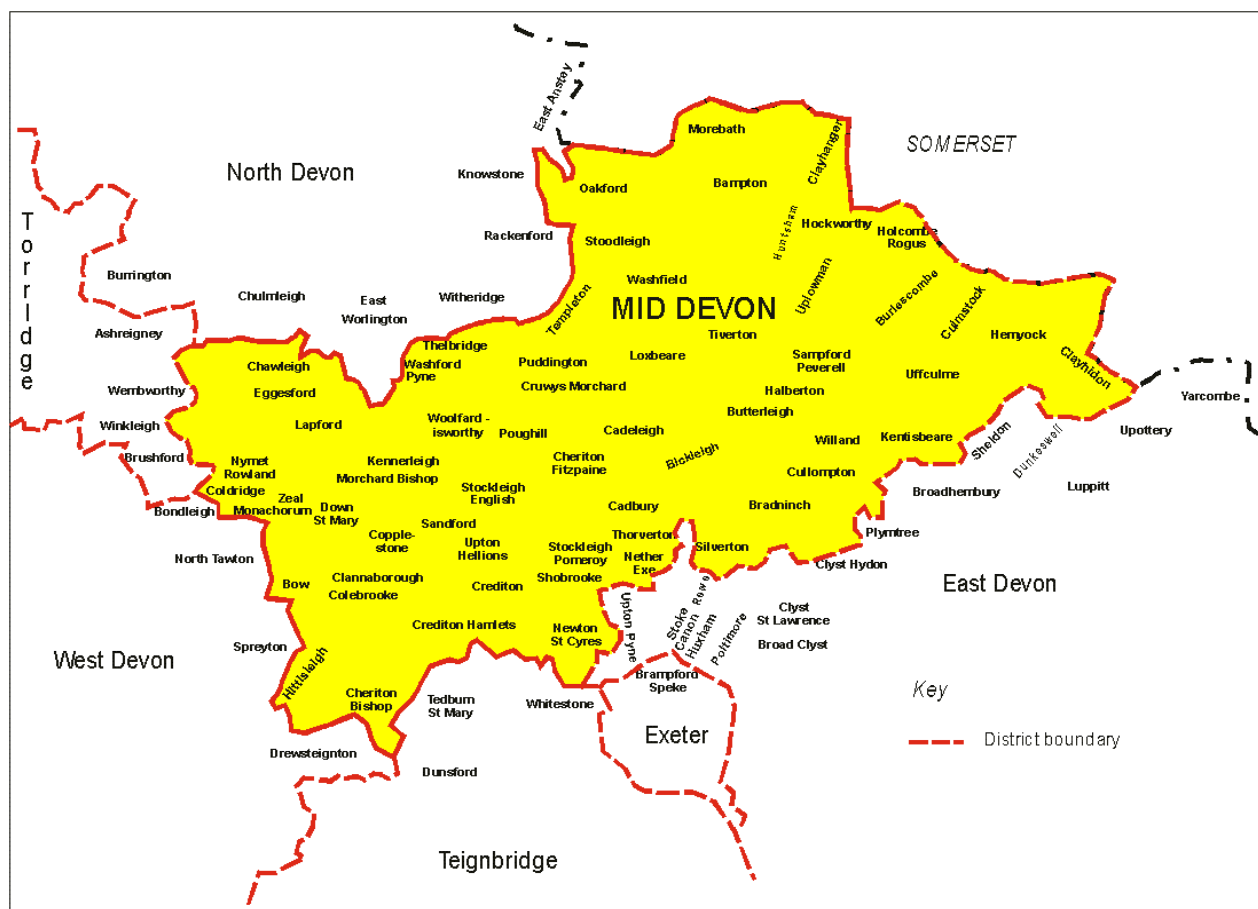 East Anstey
Morebath
Clayhanger
SOMERSET
North Devon
Knowstone
Oakford
Bampton
Huntsham
Hockworthy
Holcombe
Rogus
Torridge
Rackenford
Stoodleigh
Burrington
Washfield
Chulmleigh
East
Worlington
Witheridge
Templeton
MID DEVON
Uplowman
Burlescombe
Culmstock
Hemyock
Clayhidon
Ashreigney
Thelbridge
Tiverton
Chawleigh
Washford
Pyne
Puddington
Loxbeare
Sampford
Peverell
Uffculme
Wembworthy
Eggesford
Cruwys Morchard
Halberton
Yarcombe
Winkleigh
Lapford
Woolfard -
isworthy
Poughill
Cadeleigh
Butterleigh
Willand
Kentisbeare
Sheldon
Dunkeswell
Upottery
Brushford
Nymet
Rowland
Kennerleigh
Cheriton
Fitzpaine
Bickleigh
Cullompton
Morchard Bishop
Coldridge
Zeal
Monachorum
Down
St Mary
Stockleigh
English
Cadbury
Bradninch
Broadhembury
Luppitt
Bondleigh
Sandford
Copple-
stone
Upton
Hellions
Thorverton
Silverton
Plymtree
North Tawton
Stockleigh
Pomeroy
Nether
Exe
Clyst Hydon
Bow
Clannaborough
Colebrooke
Crediton
Shobrooke
East Devon
Upton Pyne
Stoke
Canon
Rewe
Huxham
Poltimore
Clyst
St Lawrence
Broad Clyst
Crediton Hamlets
Newton
St Cyres
Spreyton
West Devon
Hittisleigh
Cheriton
Bishop
Tedburn
St Mary
Whitestone
Brampford
Speke
Key
Exeter
District boundary
Drewsteignton
Dunsford
Teignbridge